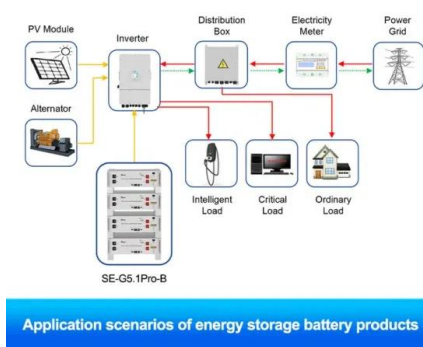 PV Module
Inverter
Distribution
Box
Electricity
Meter
Power
Grid
Alternator
Intelligent
Load
Critical
Load
Ordinary
Load
SE-G5.1Pro-B
Application scenarios of energy storage battery products